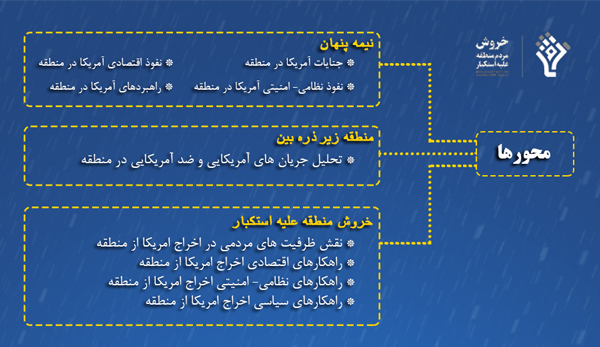 خروش
مردم منطقه
علیه استکبار
محورها
نیمه پنهان
* جنایات آمریکا در منطقه
* نفوذ اقتصادی آمریکا در منطقه
* نفوذ نظامی- امنیتی آمریکا در منطقه
* راهبردهای آمریکا در منطقه
منطقه زیر ذره بین
* تحلیل جریان های آمریکایی و ضد آمریکایی در منطقه
خروش منطقه علیه استکبار
* نقش ظرفیت های مردمی در اخراج امریکا از منطقه
* راهکارهای اقتصادی اخراج امریکا از منطقه
* راهکارهای نظامی- امنیتی اخراج امریکا از منطقه
* راهکارهای سیاسی اخراج امریکا از منطقه